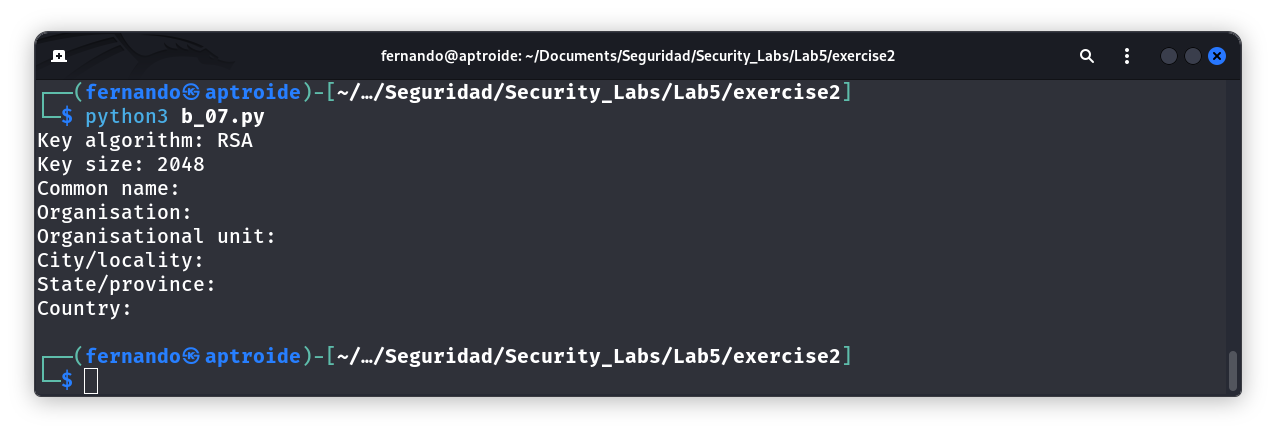 fernando@aptroide: ~/Documents/Seguridad/Security_Labs/Lab5/exercise2
┌──(fernando㉿aptroide)-[~/…/Seguridad/Security_Labs/Lab5/exercise2]
└─$ python3 b_07.py
Key algorithm: RSA
Key size: 2048
Common name:
Organisation:
Organisational unit:
City/locality:
State/province:
Country:
┌──(fernando㉿aptroide)-[~/…/Seguridad/Security_Labs/Lab5/exercise2]
└─$